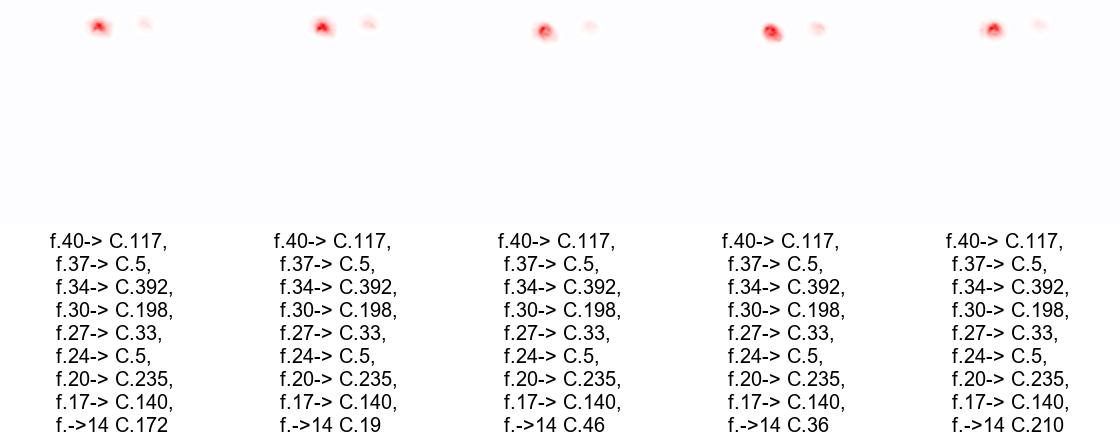 f.40-> C.117,
f.37-> C.5,
f.34-> C.392,
f.30-> C.198,
f.27-> C.33,
f.24-> C.5,
f.20-> C.235,
f.17-> C.140,
f.->14 C.172
f.40-> C.117,
f.37-> C.5,
f.34-> C.392,
f.30-> C.198,
f.27-> C.33,
f.24-> C.5,
f.20-> C.235,
f.17-> C.140,
f.->14 C.19
f.40-> C.117,
f.37-> C.5,
f.34-> C.392,
f.30-> C.198,
f.27-> C.33,
f.24-> C.5,
f.20-> C.235,
f.17-> C.140,
f.->14 C.46
f.40-> C.117,
f.37-> C.5,
f.34-> C.392,
f.30-> C.198,
f.27-> C.33,
f.24-> C.5,
f.20-> C.235,
f.17-> C.140,
f.->14 C.36
f.40-> C.117,
f.37-> C.5,
f.34-> C.392,
f.30-> C.198,
f.27-> C.33,
f.24-> C.5,
f.20-> C.235,
f.17-> C.140,
f.->14 C.210